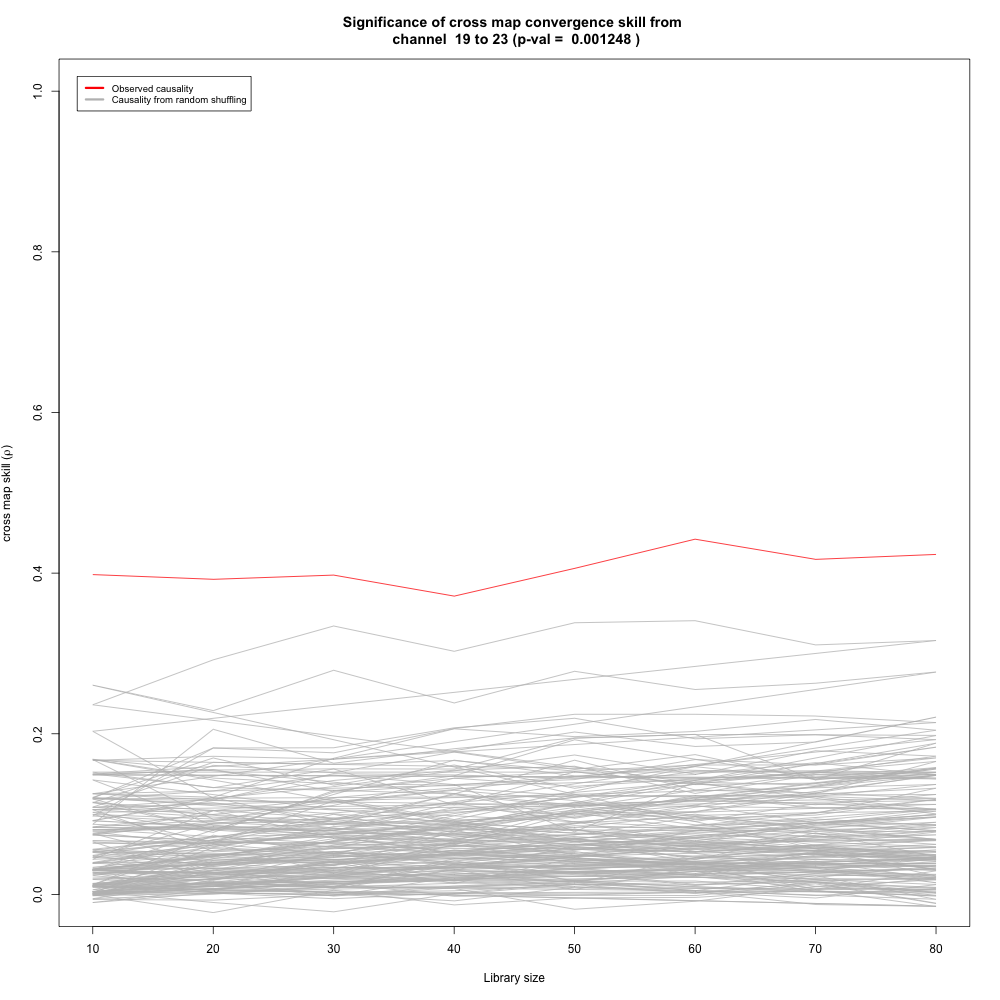 Significance of cross map convergence skill from
channel  19 to 23 (p-val =  0.001248 )
Observed causality
Causality from random shuffling
1.0
0.8
0.6
0.4
0.2
0.0
cross map skill (ρ)
10 20 30 40 50 60 70 80
Library size